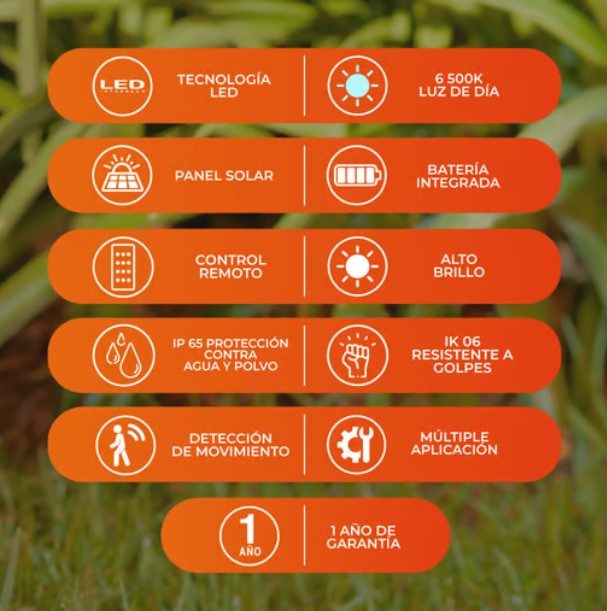 LED
INTEGRADO
TECNOLOGÍA
LED
6 500K
LUZ DE DÍA
PANEL SOLAR
BATERÍA
INTEGRADA
CONTROL
REMOTO
ALTO
BRILLO
IP 65 PROTECCIÓN
CONTRA
AGUA Y POLVO
IK 06
RESISTENTE A
GOLPES
DETECCIÓN
DE MOVIMIENTO
MÚLTIPLE
APLICACIÓN
1
AÑO
1 AÑO DE
GARANTÍA